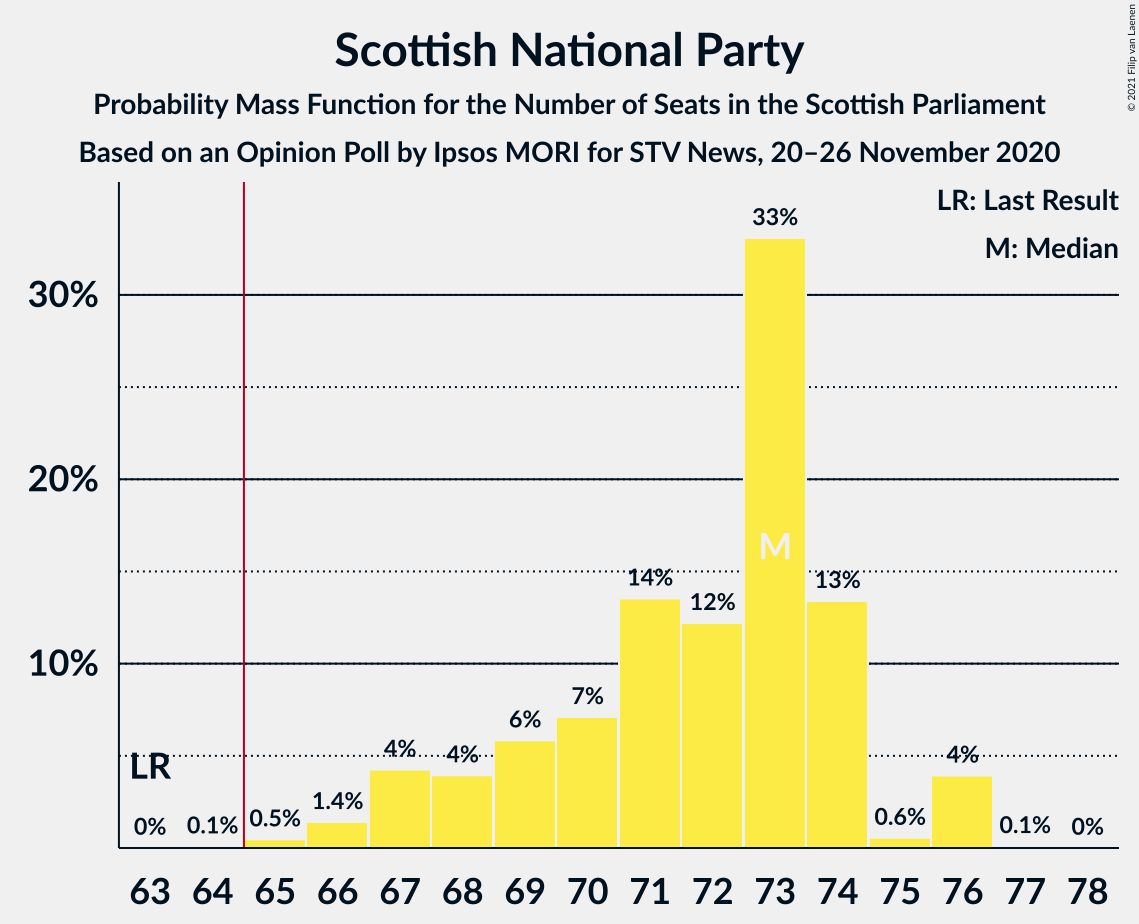 Scottish National Party
Probability Mass Function for the Number of Seats in the Scottish Parliament
Based on an Opinion Poll by Ipsos MORI for STV News, 20–26 November 2020
© 2021 Filip van Laenen
LR: Last Result
M: Median
33%
30%
20%
M
14%
13%
12%
10%
7%
6%
4%
4%
4%
LR
1.4%
0%
0.1%
0.5%
0.6%
0.1%
0%
63 64 65 66 67 68 69 70 71 72 73 74 75 76 77 78